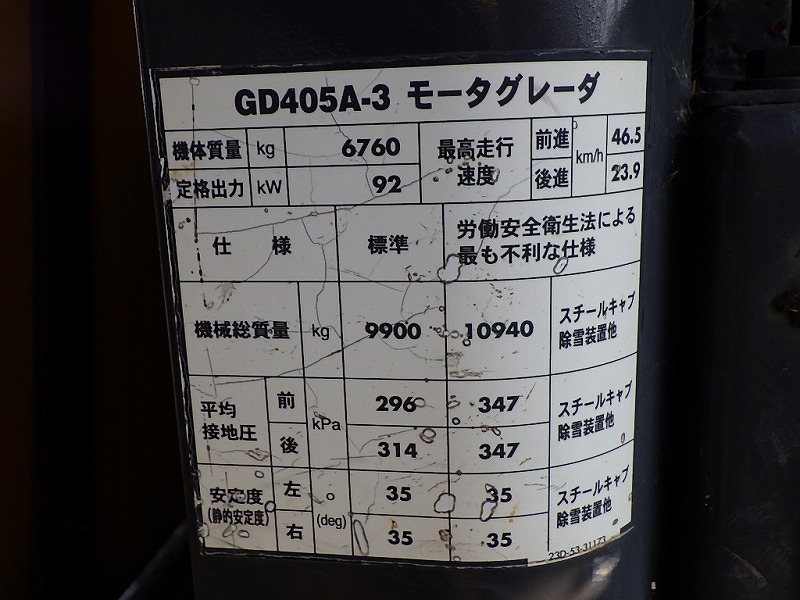 GD405A-3 モータグレーダ
機体質量 kg 6760 最高走行速度 前進 km/h 46.5
定格出力 kW 92 後進 23.9
仕様 標準 労働安全衛生法による
最も不利な仕様
機械総質量 kg 9900 10940 スチールキャブ
除雪装置他
平均
接地圧 前 kPa 296 347 スチールキャブ
除雪装置他
後 314 347
安定度
(静的安定度) 左 ° (deg) 35 35 スチールキャブ
除雪装置他
右 35 35
23D-53-31173